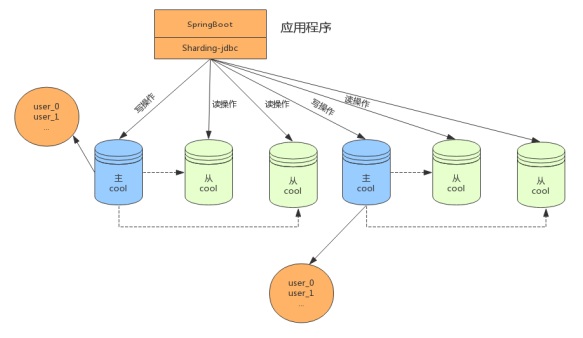 SpringBoot
Sharding-jdbc
应用程序
写操作
读操作
读操作
写操作
读操作
user_0
user_1
...
主
cool
从
cool
从
cool
主
cool
从
cool
从
cool
user_0
user_1
...